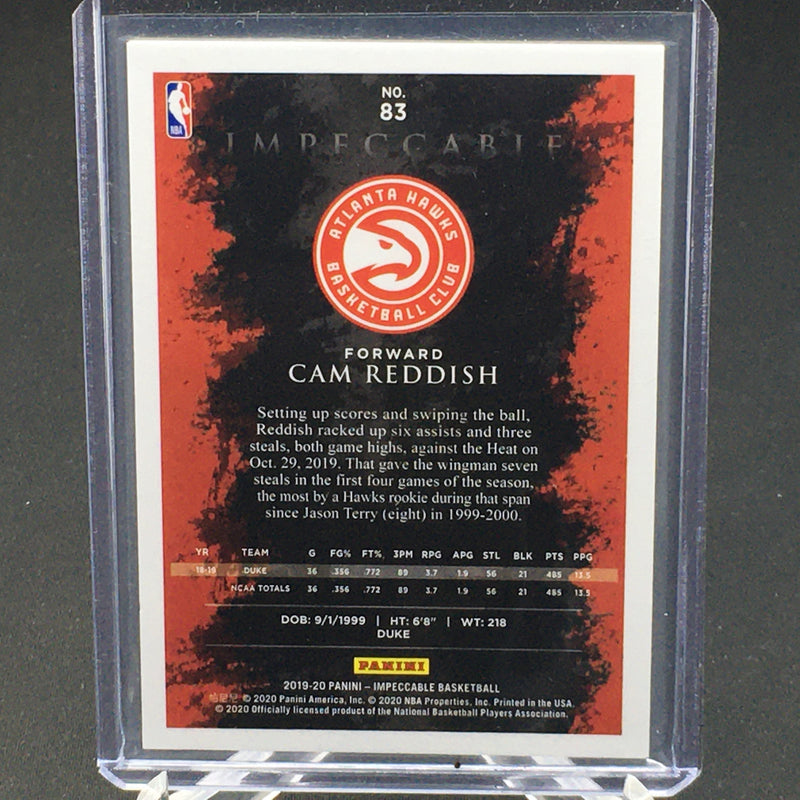 NO.
83
NBA
IMPECCABLE
ATLANTA HAWKS
BASKETBALL CLUB
FORWARD
CAM REDDISH
Setting up scores and swiping the ball,
Reddish racked up six assists and three
steals, both game highs, against the Heat on
Oct. 29, 2019. That gave the wingman seven
steals in the first four games of the season,
the most by a Hawks rookie during that span
since Jason Terry (eight) in 1999-2000.
YR TEAM G FG% FT% 3PM RPG APG STL BLK PTS PPG
18-19 DUKE 36 .356 .772 89 3.7 1.9 56 21 485 13.5
NCAA TOTALS 36 .356 .772 89 3.7 1.9 56 21 485 13.5
DOB: 9/1/1999 | HT: 6'8" | WT: 218
DUKE
PANINI
2019-20 PANINI – IMPECCABLE BASKETBALL
© 2020 Panini America, Inc. © 2020 NBA Properties, Inc. Printed in the USA.
© 2020 Officially licensed product of the National Basketball Players Association.